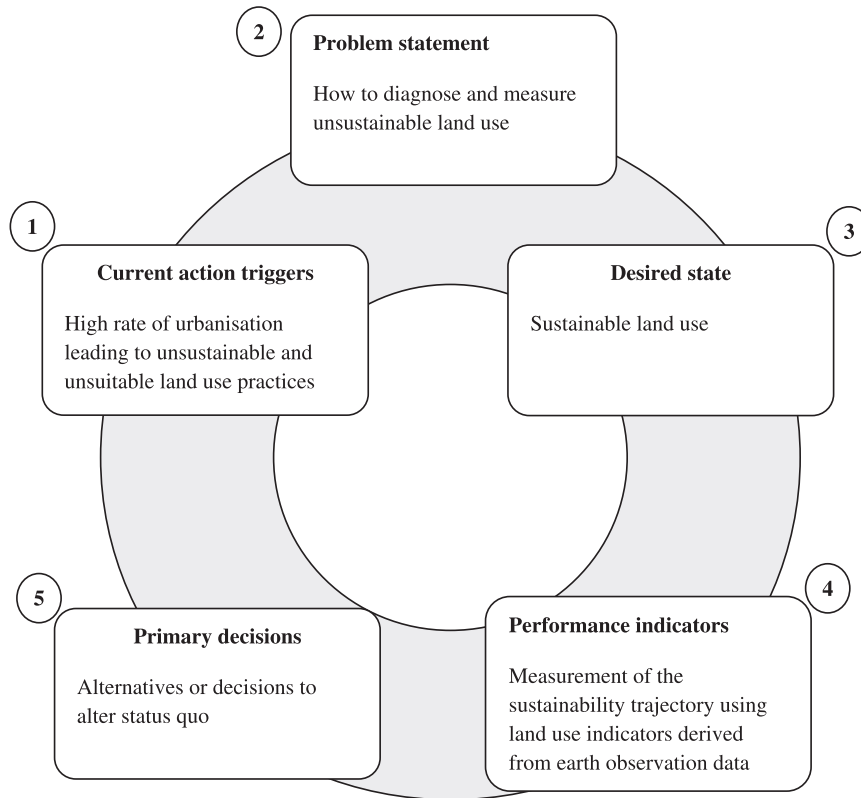 2
Problem statement
How to diagnose and measure
unsustainable land use
1
Current action triggers
High rate of urbanisation
leading to unsustainable and
unsuitable land use practices
3
Desired state
Sustainable land use
5
Primary decisions
Alternatives or decisions to
alter status quo
4
Performance indicators
Measurement of the
sustainability trajectory using
land use indicators derived
from earth observation data